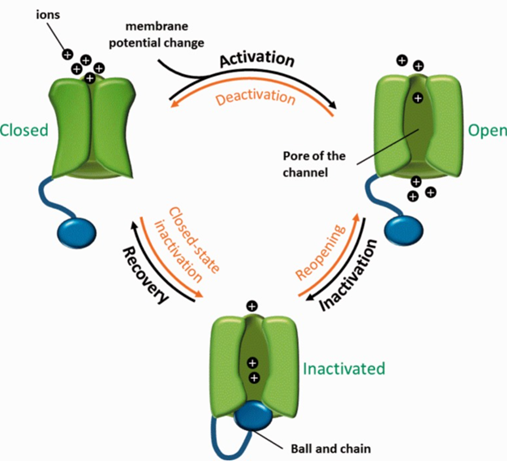 ions
membrane
potential change
Activation
Deactivation
Closed
Open
Pore of the
channel
Closed-state
inactivation
Recovery
Reopening
Inactivation
Inactivated
Ball and chain
+
+
+
+
+
+
+
+
+
+
+
+
+
+